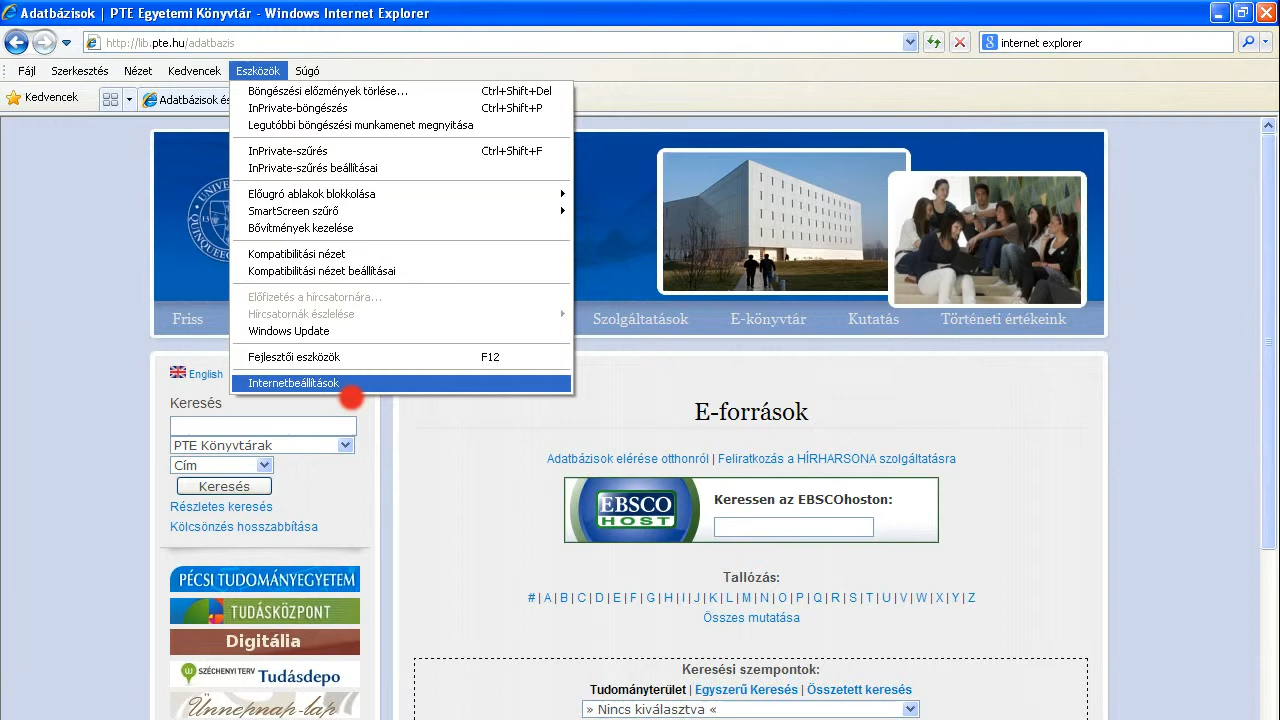 Adatbázisok | PTE Egyetemi Könyvtár - Windows Internet Explorer
http://lib.pte.hu/adatbazis
internet explorer
Fájl Szerkesztés Nézet Kedvencek Eszközök Súgó
Kedvencek
Adatbázisok és
Böngészési előzmények törlése... Ctrl+Shift+Del
InPrivate-böngészés Ctrl+Shift+P
Legutóbbi böngészési munkamenet megnyitása
InPrivate-szűrés Ctrl+Shift+F
InPrivate-szűrés beállításai
Előugró ablakok blokkolása
SmartScreen szűrő
Bővítmények kezelése
Kompatibilitási nézet
Kompatibilitási nézet beállításai
Előfizetés a hírcsatornára...
Hírcsatornák észlelése
Windows Update
Fejlesztői eszközök F12
Internetbeállítások
Friss Szolgáltatások E-könyvtár Kutatás Történeti értékeink
English
Keresés
PTE Könyvtárak
Cím
Keresés
Részletes keresés
Kölcsönzés hosszabbítása
PÉCSI TUDOMÁNYEGYETEM
TUDÁSKÖZPONT
Digitália
SZÉCHENYI TERV Tudásdepo
Ünnepnap-lap
E-források
Adatbázisok elérése otthonról | Feliratkozás a HÍRHARSONA szolgáltatásra
EBSCO
HOST
Keressen az EBSCOhoston:
Tallózás:
# | A | B | C | D | E | F | G | H | I | J | K | L | M | N | O | P | Q | R | S | T | U | V | W | X | Y | Z
Összes mutatása
Keresési szempontok:
Tudományterület | Egyszerű Keresés | Összetett keresés
» Nincs kiválasztva «